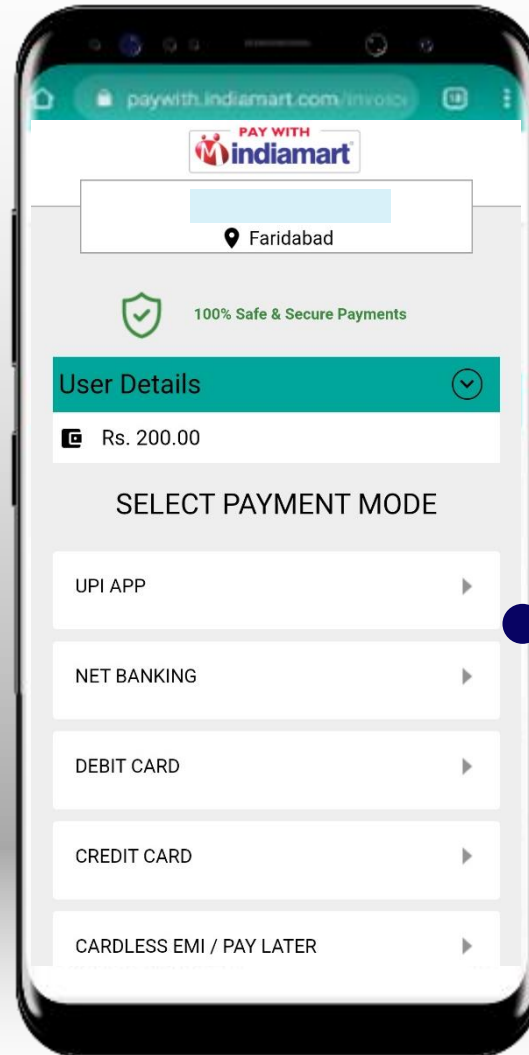 paywith.indiamart.com/invoice
PAY WITH
indiamart
Faridabad
100% Safe & Secure Payments
User Details
Rs. 200.00
SELECT PAYMENT MODE
UPI APP
NET BANKING
DEBIT CARD
CREDIT CARD
CARDLESS EMI / PAY LATER